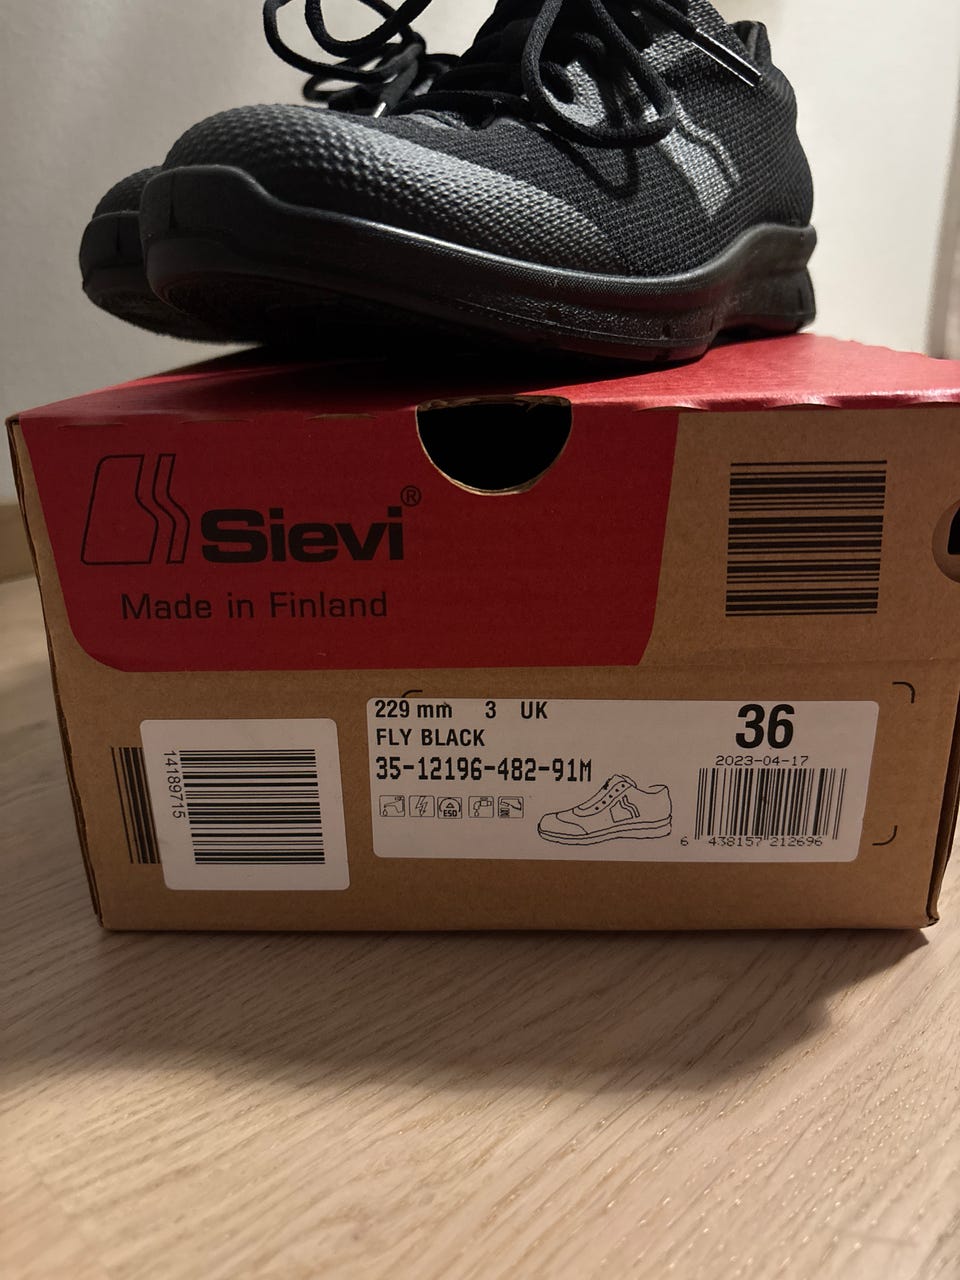 Sievi®
Made in Finland
229 mm 3 UK
FLY BLACK
35-12196-482-91M
ESD
36
2023-04-17
6 438157 212696
14189715